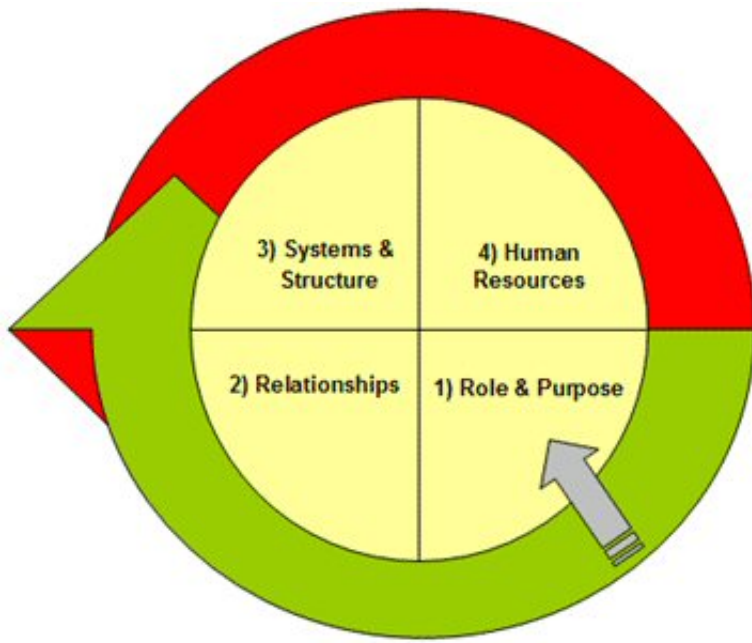 3) Systems &
Structure
4) Human
Resources
2) Relationships
1) Role & Purpose